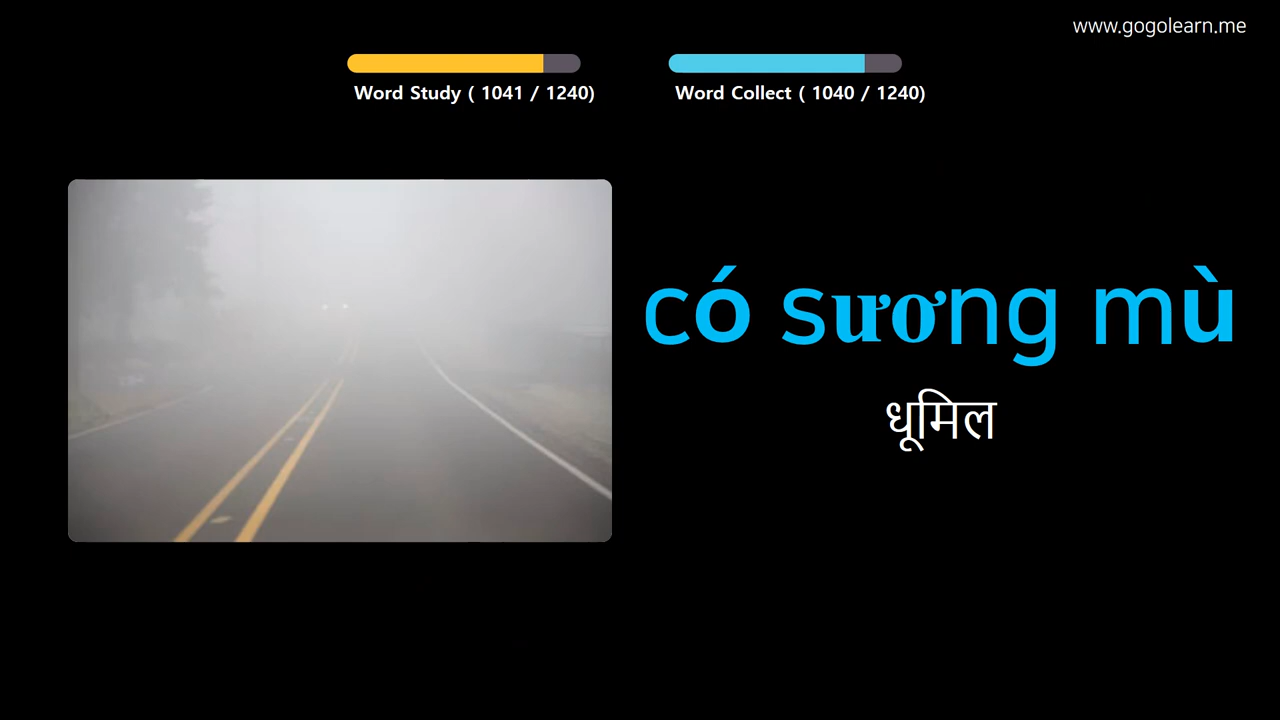 www.gogolearn.me
Word Study ( 1041 / 1240)
Word Collect ( 1040 / 1240)
có sương mù
धूमिल